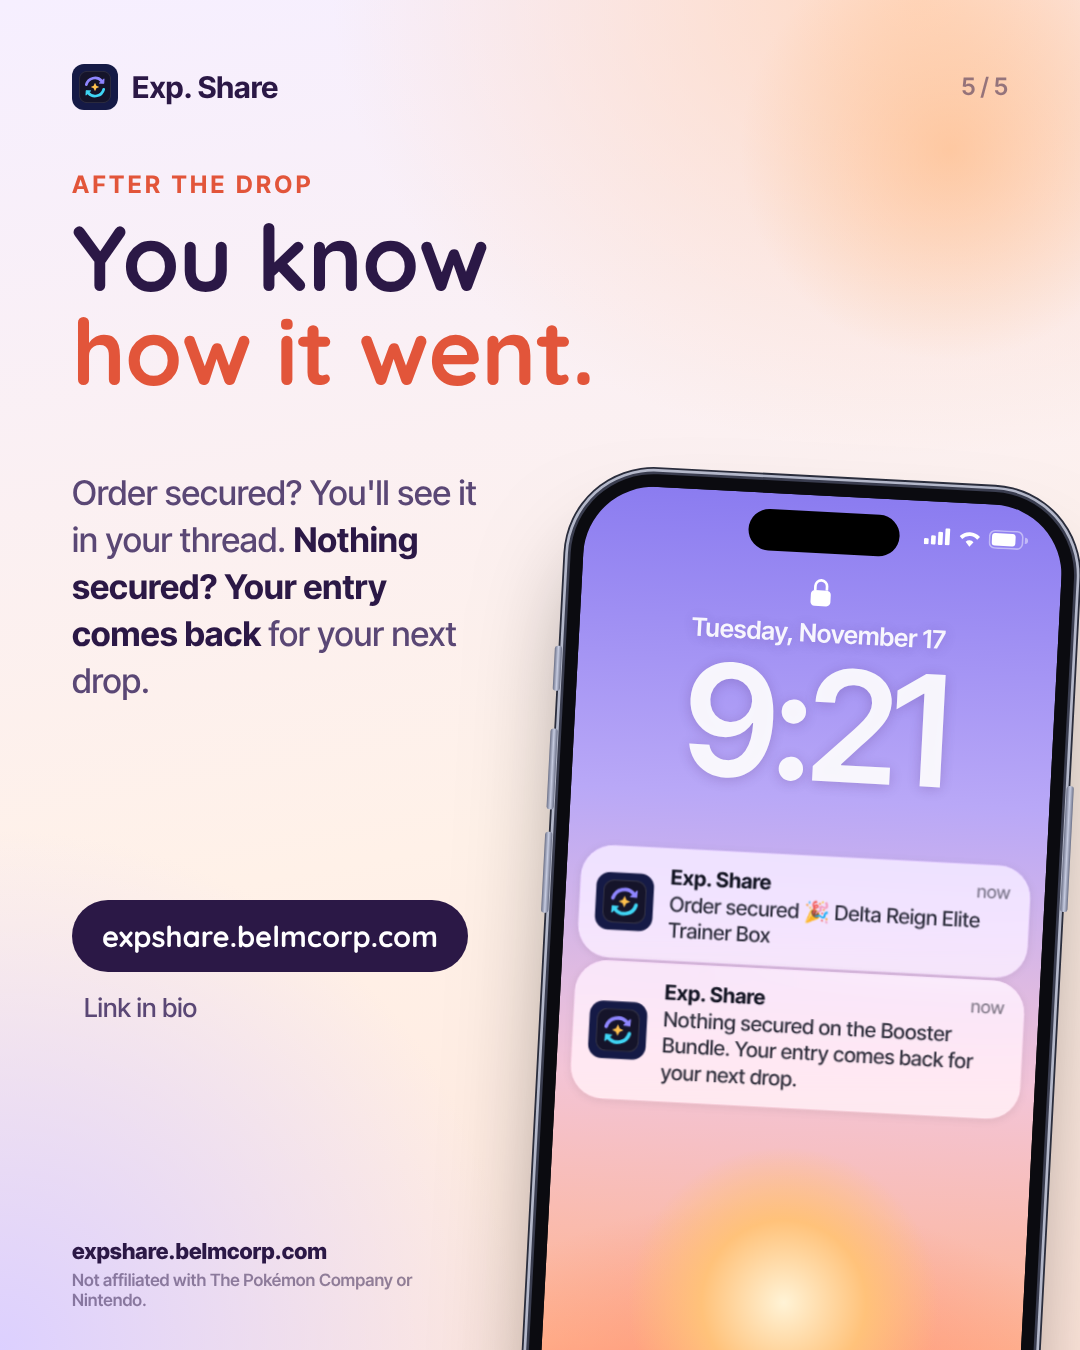 Exp. Share
5 / 5
AFTER THE DROP
You know
how it went.
Order secured? You'll see it
in your thread. Nothing
secured? Your entry
comes back for your next
drop.
Tuesday, November 17
9:21
Exp. Share
now
Order secured 🎉 Delta Reign Elite
Trainer Box
Exp. Share
now
Nothing secured on the Booster
Bundle. Your entry comes back for
your next drop.
expshare.belmcorp.com
Link in bio
expshare.belmcorp.com
Not affiliated with The Pokémon Company or
Nintendo.